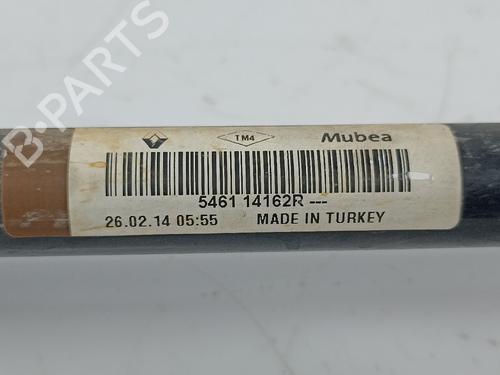 TM4
Mubea
5461 14162R ---
26.02.14 05:55 MADE IN TURKEY
B-PARTS